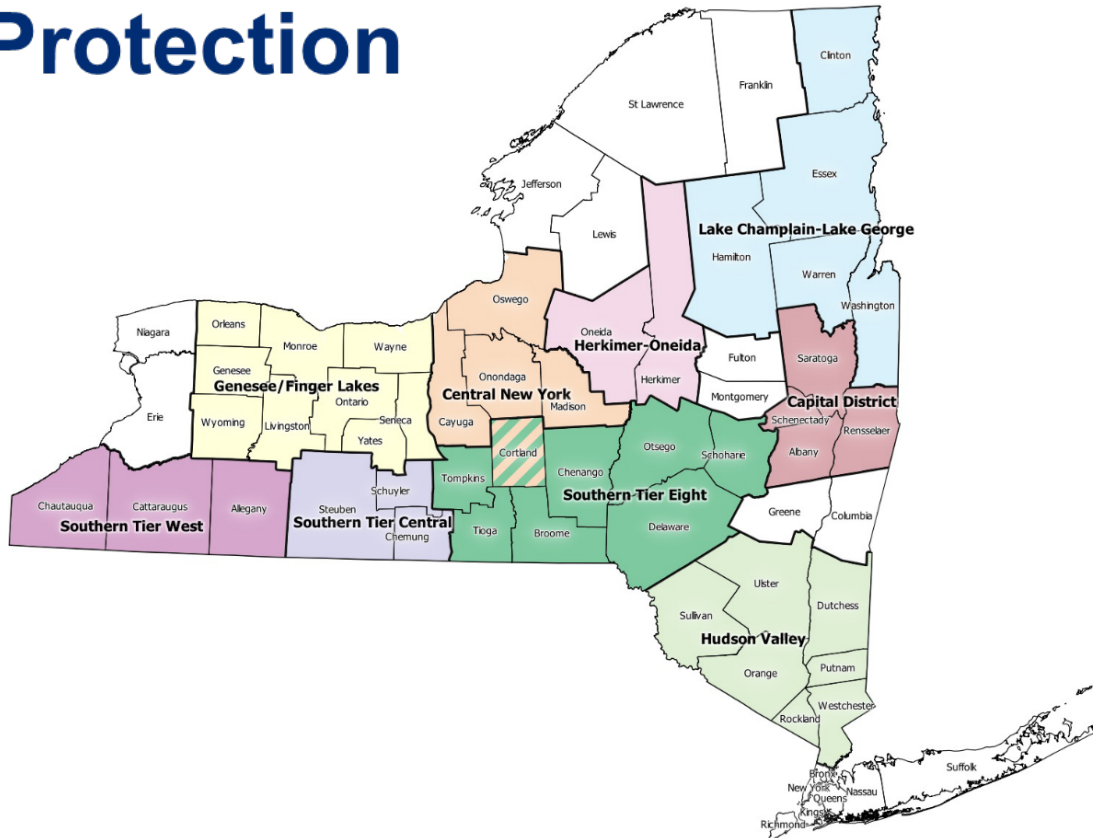 Protection
Clinton
Franklin
St Lawrence
Essex
Jefferson
Lewis
Lake Champlain-Lake George
Hamilton
Warren
Washington
Oswego
Niagara
Orleans
Monroe
Wayne
Oneida
Herkimer-Oneida
Fulton
Saratoga
Genesee
Genesee/Finger Lakes
Onondaga
Central New York
Herkimer
Montgomery
Capital District
Erie
Wyoming
Livingston
Ontario
Seneca
Yates
Cayuga
Madison
Schenectady
Rensselaer
Albany
Cortland
Otsego
Schoharie
Chautauqua
Cattaraugus
Allegany
Southern Tier West
Steuben
Schuyler
Southern Tier Central
Chemung
Tompkins
Chenango
Southern Tier Eight
Tioga
Broome
Delaware
Greene
Columbia
Ulster
Dutchess
Sullivan
Hudson Valley
Orange
Putnam
Rockland
Westchester
Bronx
New York
Queens
Kings
Richmond
Nassau
Suffolk